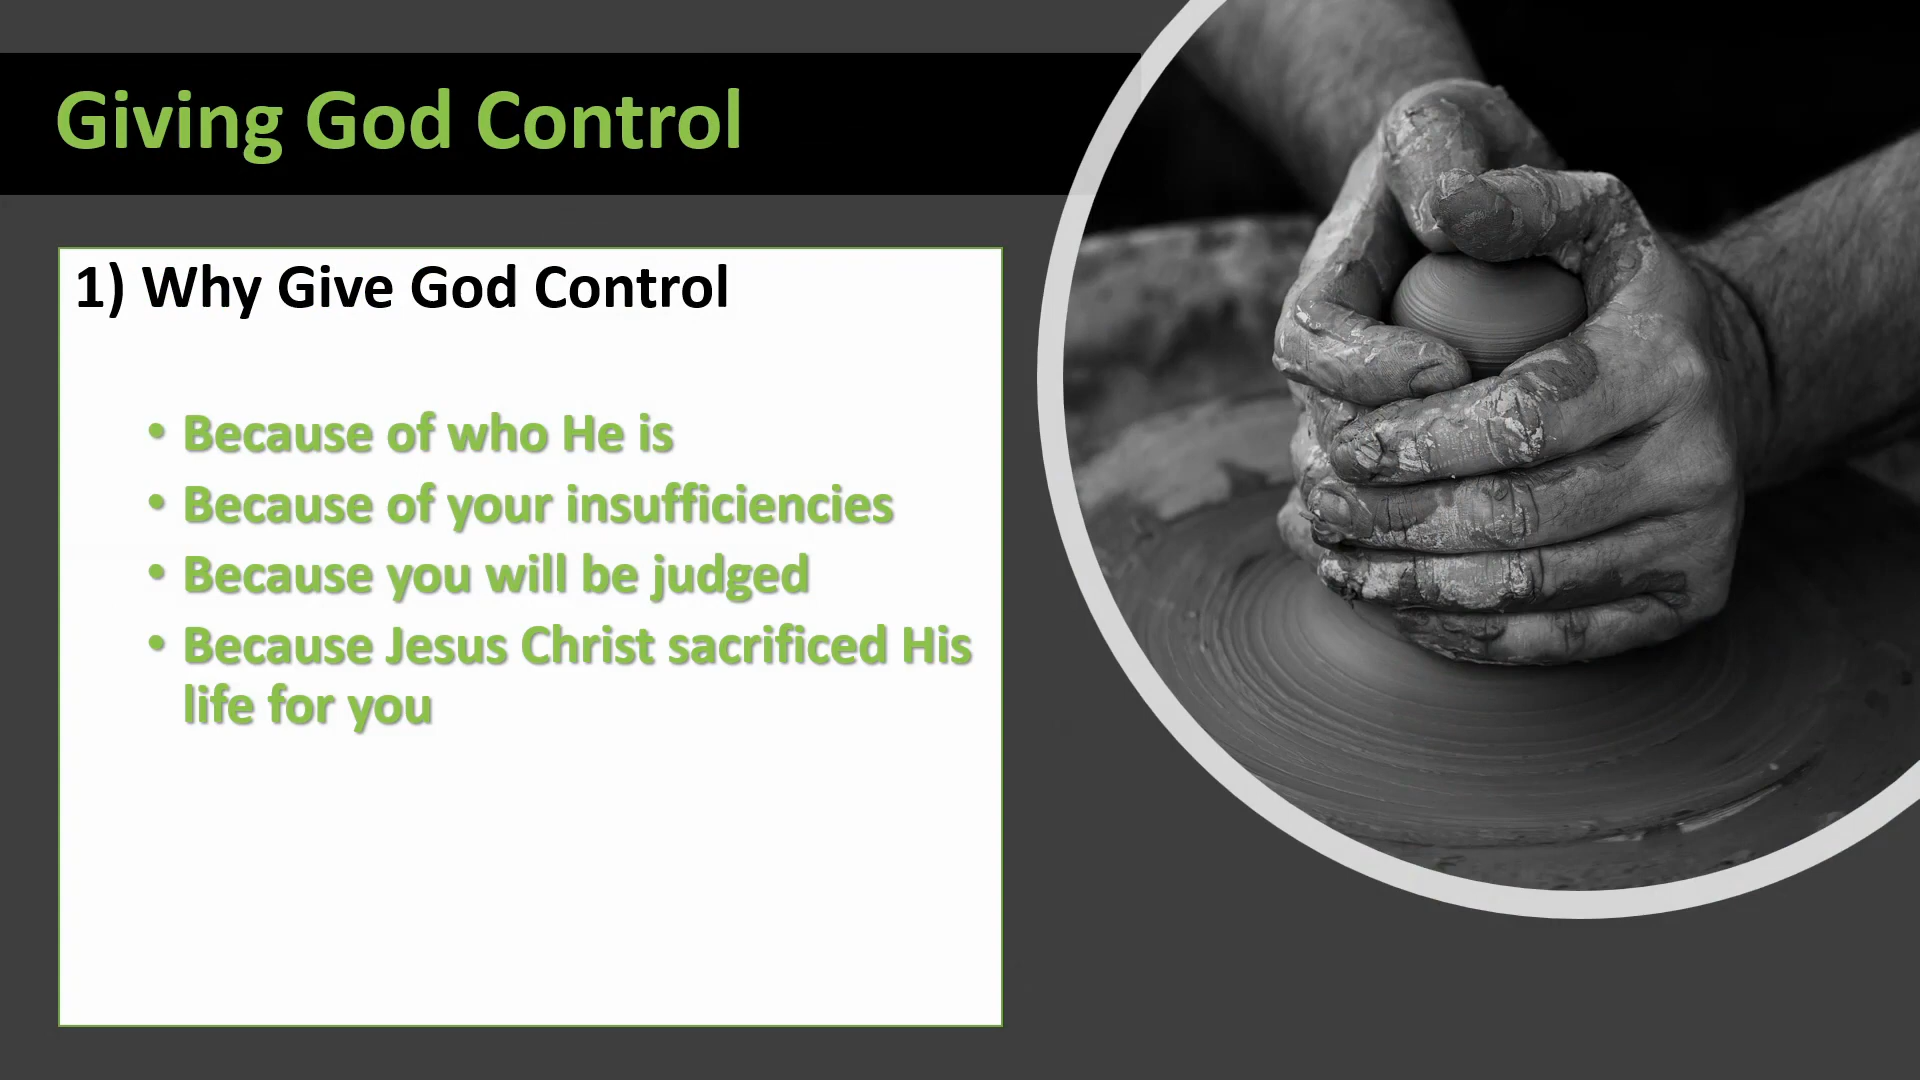 Giving God Control
1) Why Give God Control
• Because of who He is
• Because of your insufficiencies
• Because you will be judged
• Because Jesus Christ sacrificed His
life for you